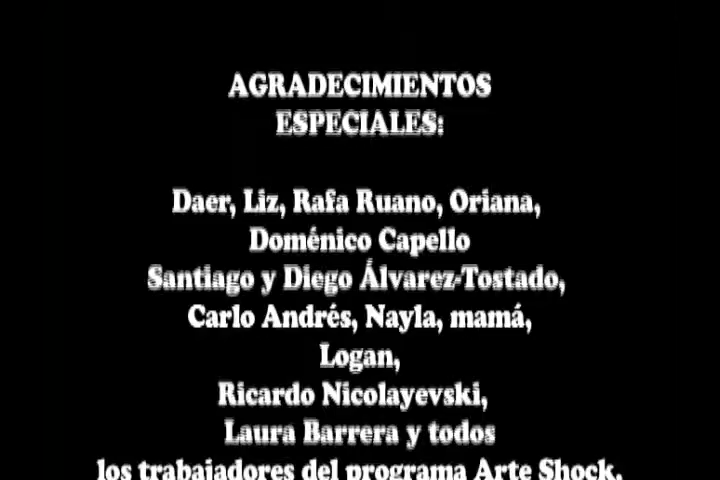 AGRADECIMIENTOS
ESPECIALES:
Daer, Liz, Rafa Ruano, Oriana,
Doménico Capello
Santiago y Diego Álvarez-Tostado,
Carlo Andrés, Nayla, mamá,
Logan,
Ricardo Nicolayevski,
Laura Barrera y todos
los trabajadores del programa Arte Shock.